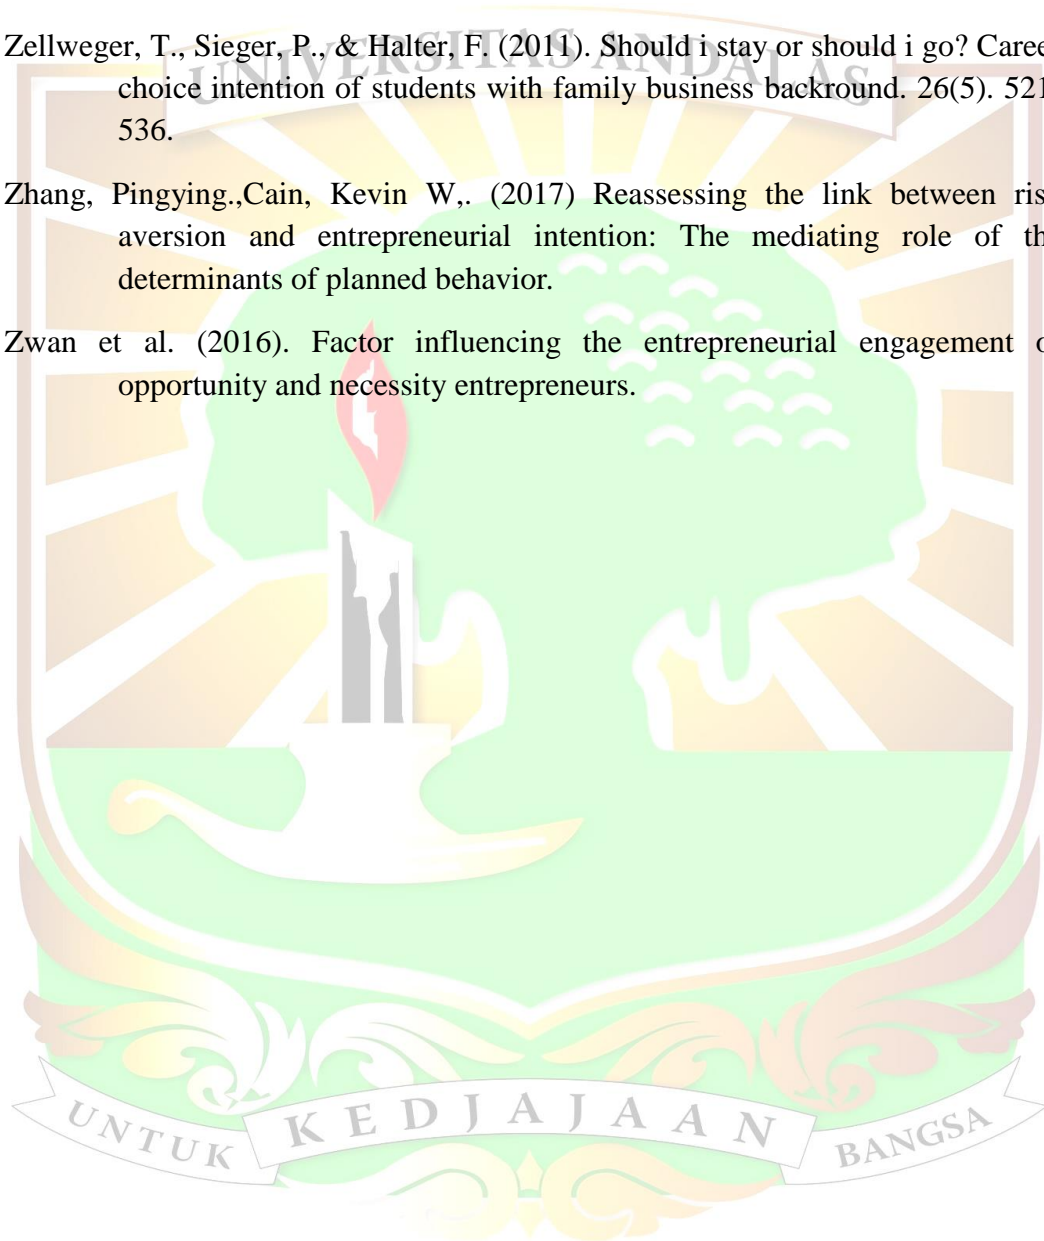 Zellweger, T., Sieger, P., & Halter, F. (2011). Should i stay or should i go? Caree
UNIVERSITAS ANDALAS
choice intention of students with family business backround. 26(5). 521
536.
Zhang, Pingying.,Cain, Kevin W,. (2017) Reassessing the link between ris
aversion and entrepreneurial intention: The mediating role of th
determinants of planned behavior.
Zwan et al. (2016). Factor influencing the entrepreneurial engagement o
opportunity and necessity entrepreneurs.
UNTUK KEDJAJAAN BANGSA